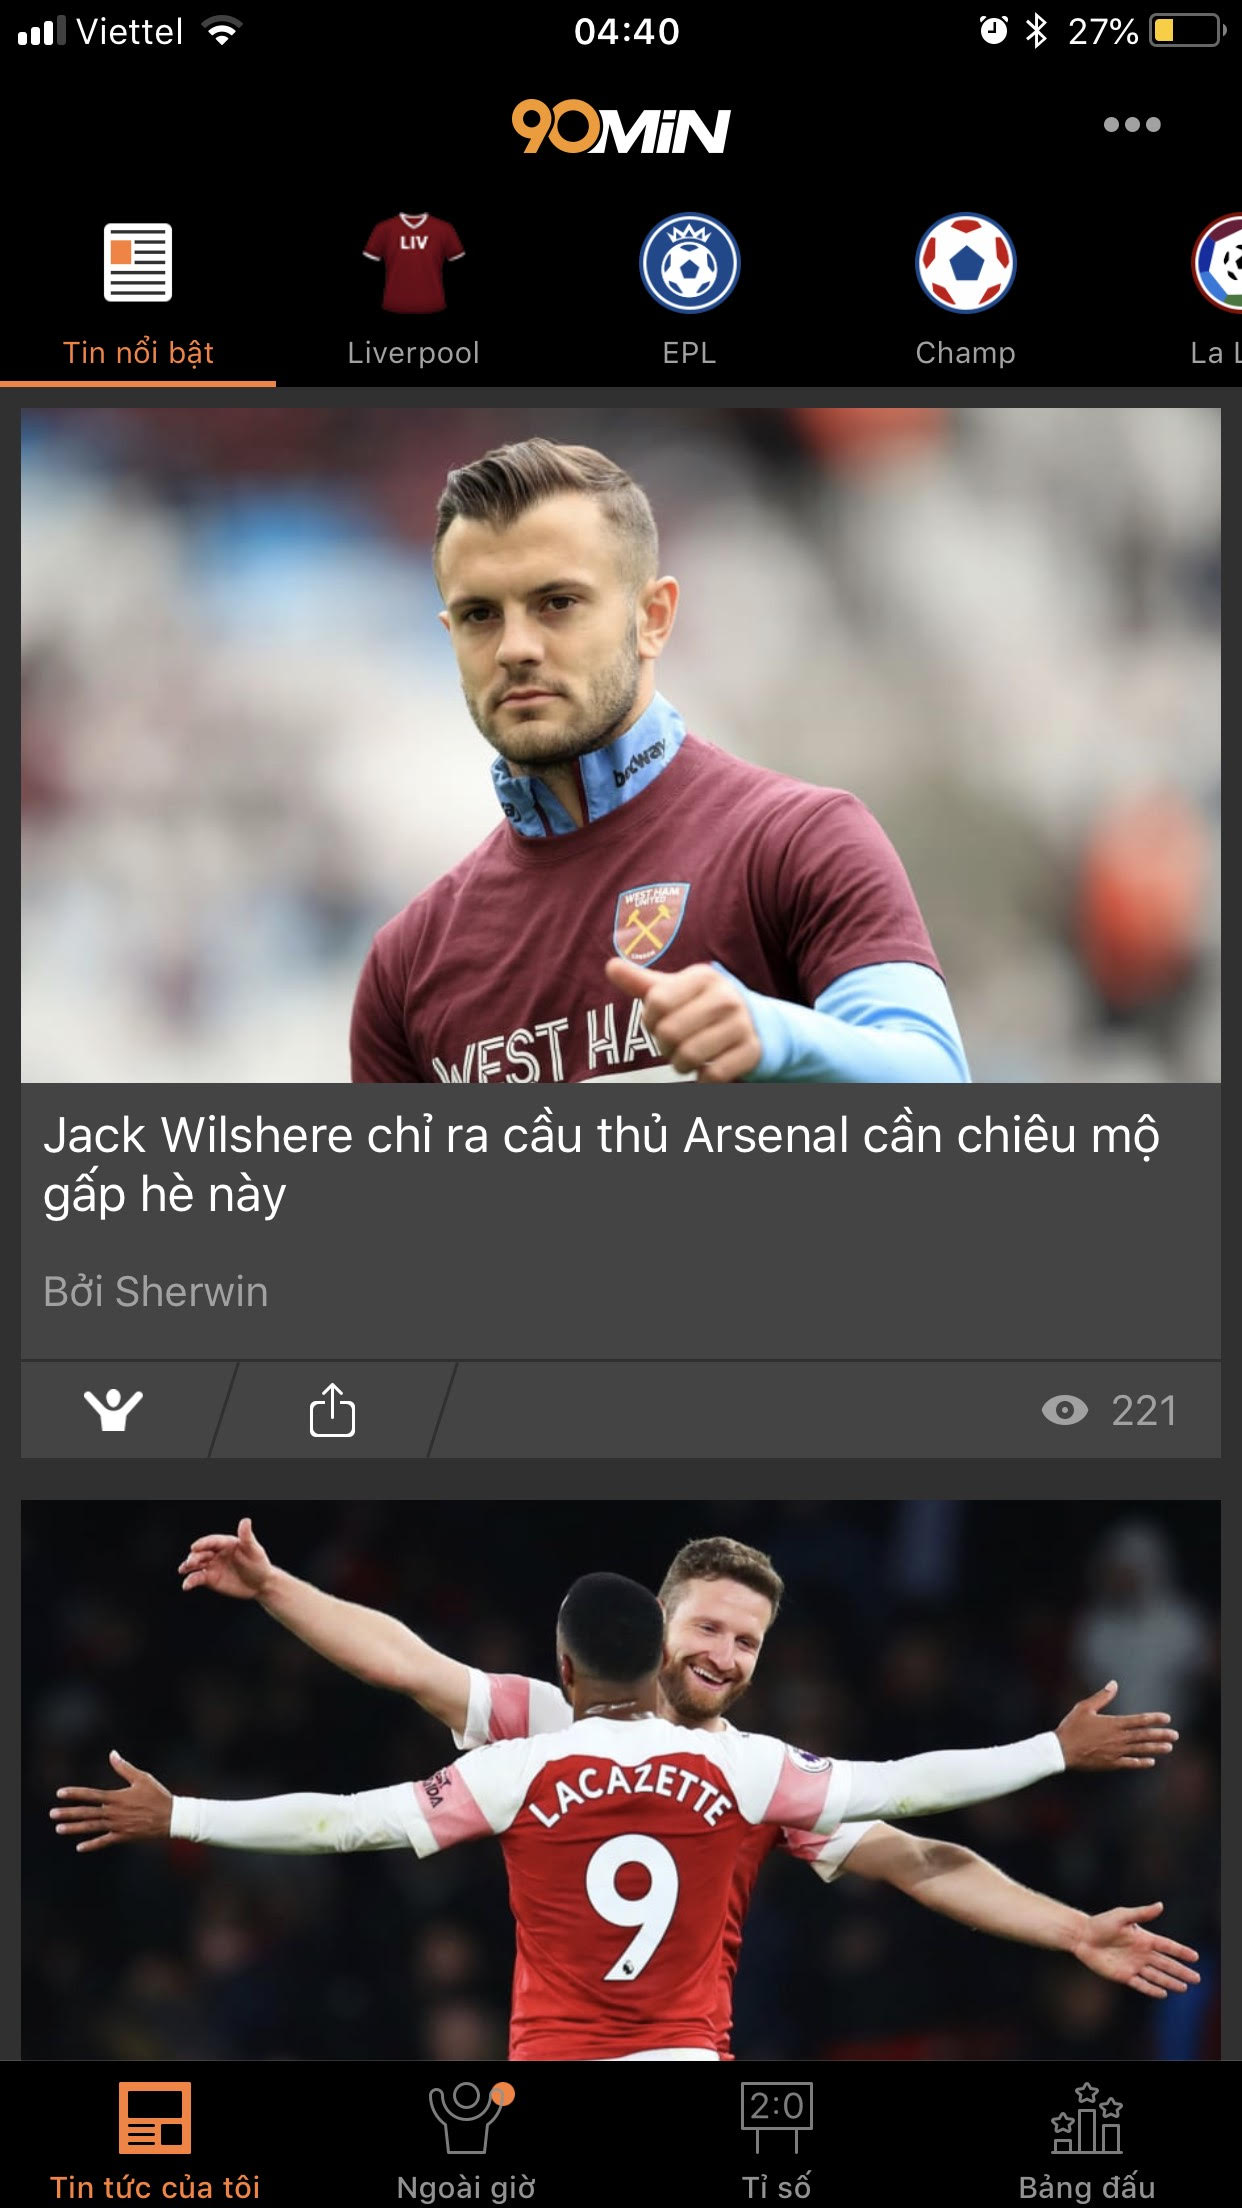 Viettel 04:40 27%
90MiN
LIV
Tin nổi bật Liverpool EPL Champ La L
betway
WEST HAM
UNITED
LONDON
WEST HA
Jack Wilshere chỉ ra cầu thủ Arsenal cần chiêu mộ
gấp hè này
Bởi Sherwin
221
LACAZETTE
9
2:0
Tin tức của tôi Ngoài giờ Tỉ số Bảng đấu